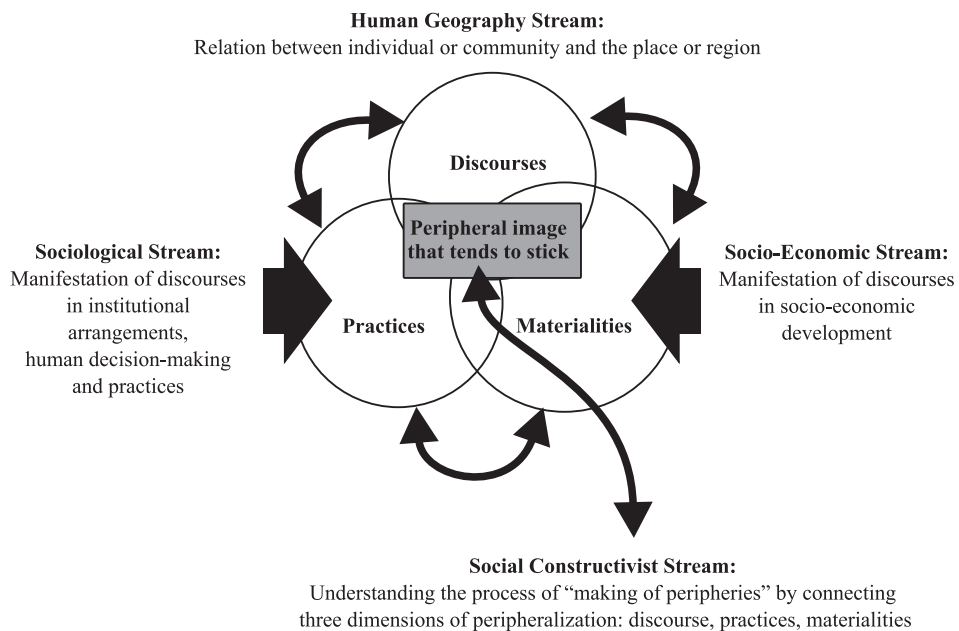 Human Geography Stream:
Relation between individual or community and the place or region
Discourses
Peripheral image
that tends to stick
Sociological Stream:
Manifestation of discourses
in institutional
arrangements,
human decision-making
and practices
Practices
Materialities
Socio-Economic Stream:
Manifestation of discourses
in socio-economic
development
Social Constructivist Stream:
Understanding the process of “making of peripheries” by connecting
three dimensions of peripheralization: discourse, practices, materialities